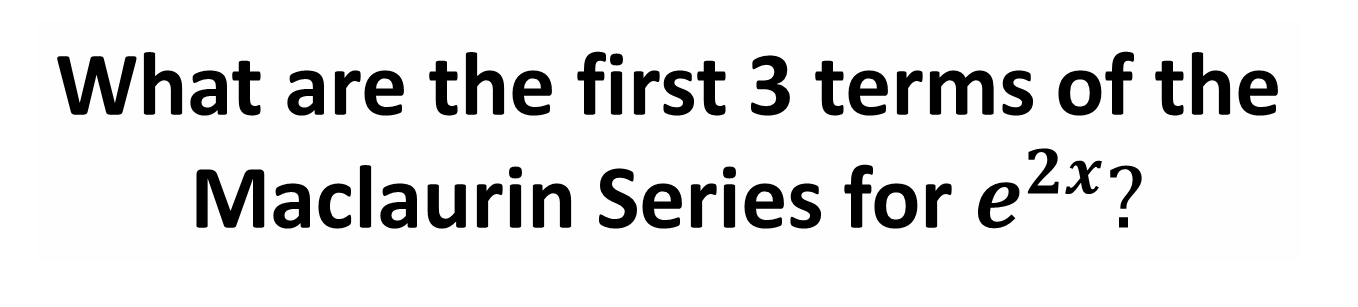 What are the first 3 terms of the
Maclaurin Series for $e^{2x}$?